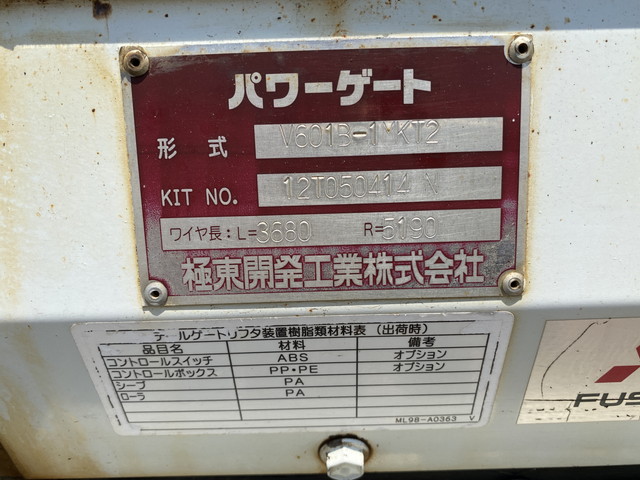 パワーゲート
形式 V601B-1YKT2
KIT NO. 12T050414 N
ワイヤ長：L=3680 R=5190
極東開発工業株式会社
テールゲートリフタ装置樹脂類材料表（出荷時）
品目名 材料 備考
コントロールスイッチ ABS オプション
コントロールボックス PP・PE オプション
シーブ PA
ローラ PA
ML98-A0363 V
FUS